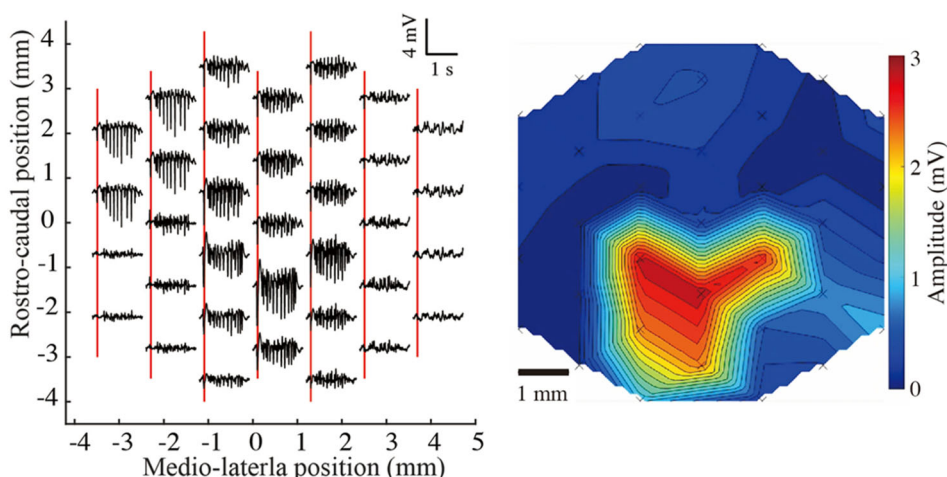 4
3
2
1
0
-1
-2
-3
-4
Rostro-caudal position (mm)
-4 -3 -2 -1 0 1 2 3 4 5
Medio-laterla position (mm)
4 mV
1 s
1 mm
3
2
1
0
Amplitude (mV)